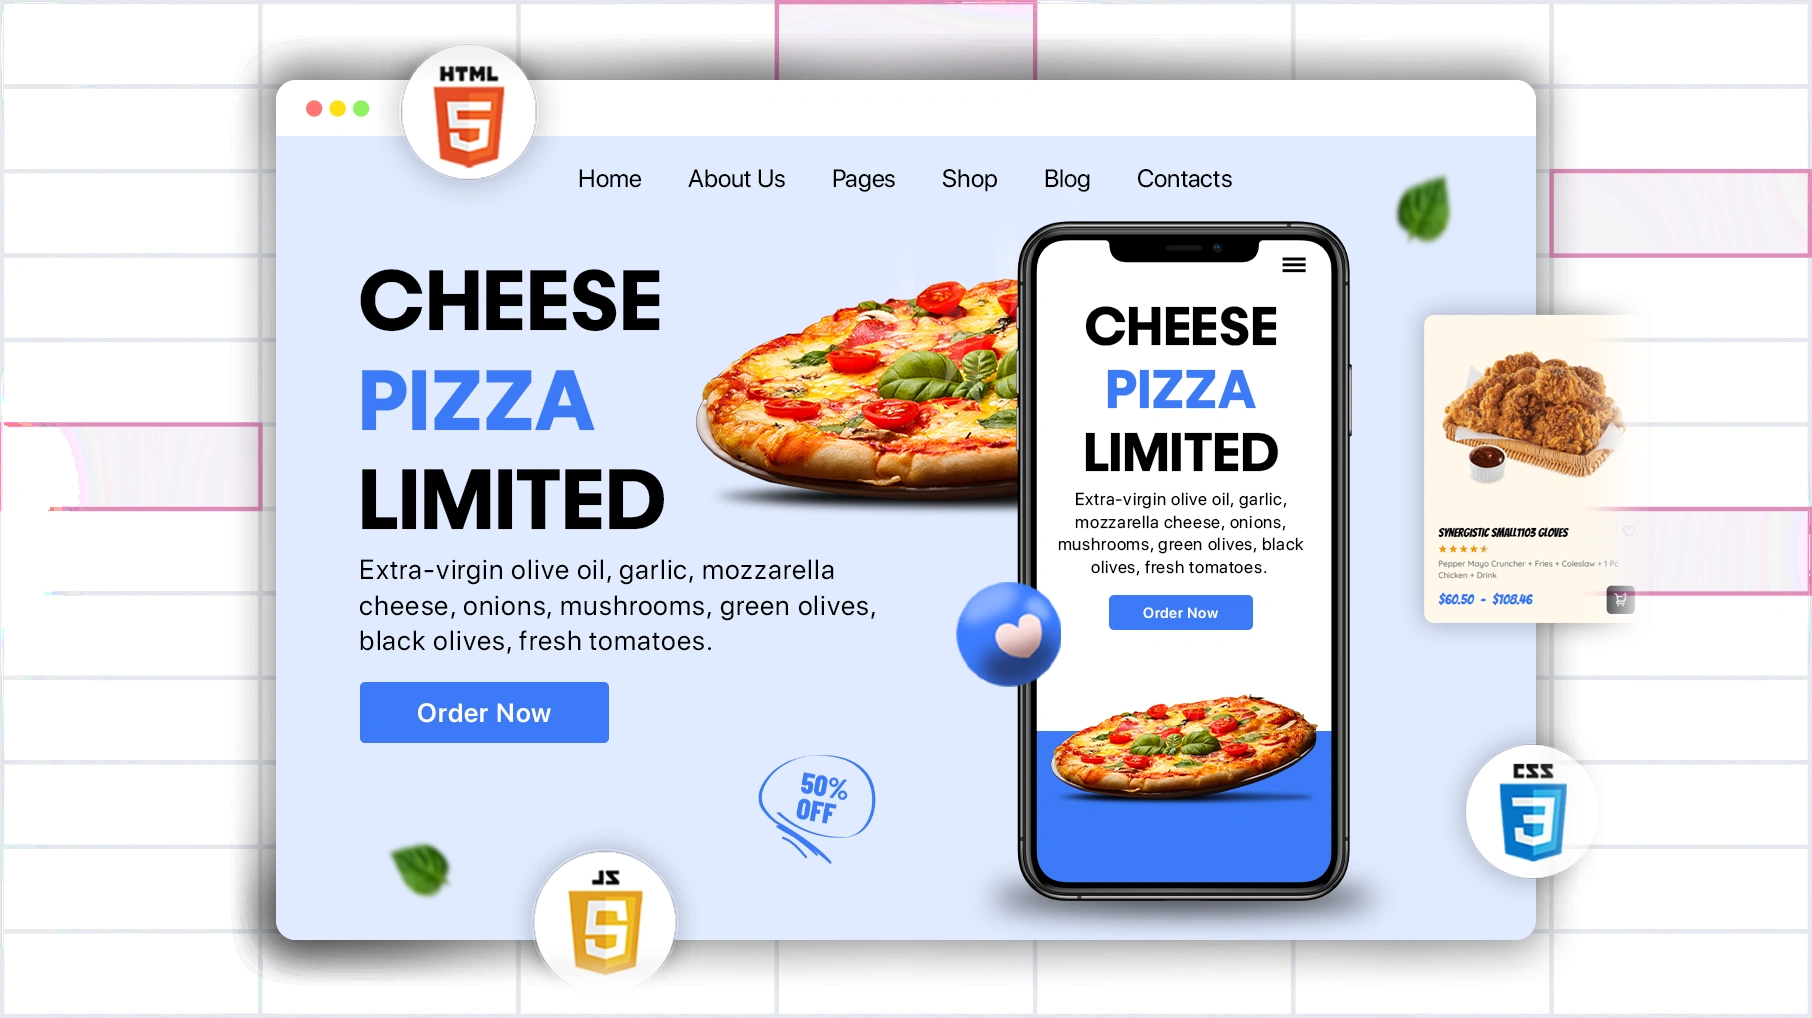 HTML
5
Home About Us Pages Shop Blog Contacts
CHEESE
PIZZA
LIMITED
Extra-virgin olive oil, garlic, mozzarella
cheese, onions, mushrooms, green olives,
black olives, fresh tomatoes.
Order Now
50%
OFF
CHEESE
PIZZA
LIMITED
Extra-virgin olive oil, garlic,
mozzarella cheese, onions,
mushrooms, green olives, black
olives, fresh tomatoes.
Order Now
SYNERGISTIC SMALL1103 GLOVES
Pepper Mayo Cruncher + Fries + Coleslaw + 1 Pc
Chicken + Drink
$60.50 - $108.46
CSS
3
JS
5